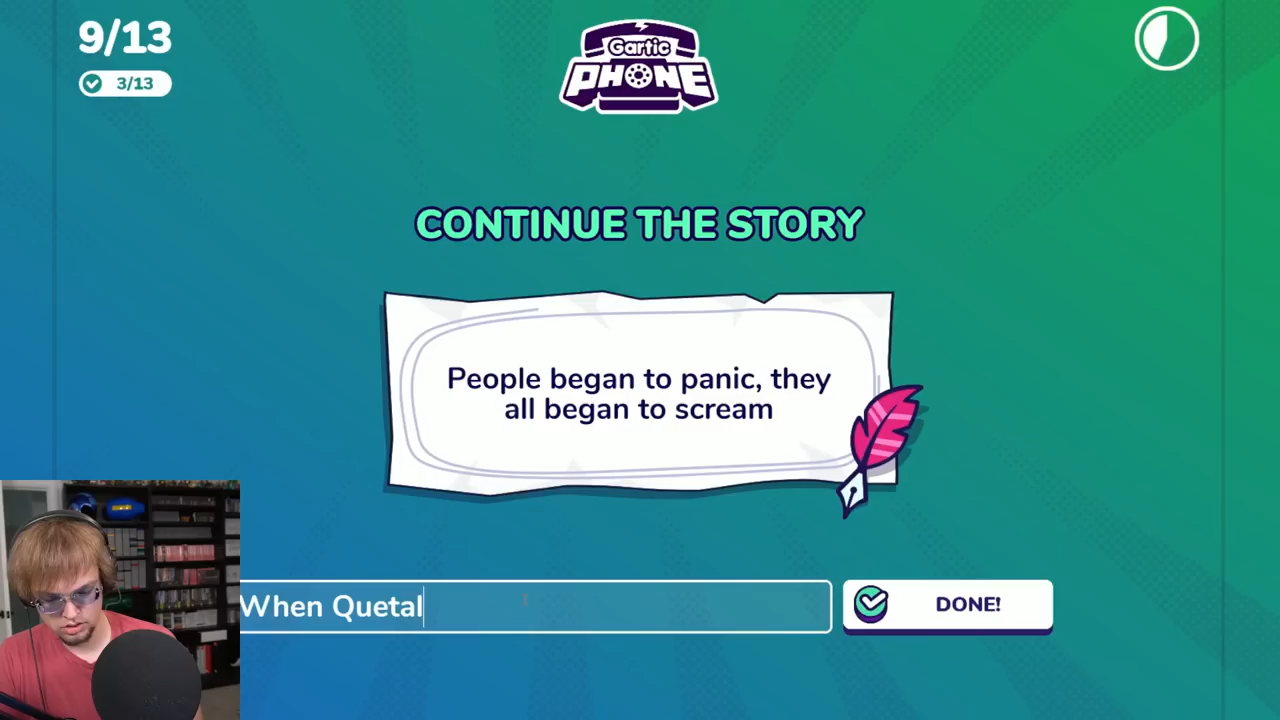 9/13
3/13
Gartic
PHONE
CONTINUE THE STORY
People began to panic, they
all began to scream
When Quetal
DONE!